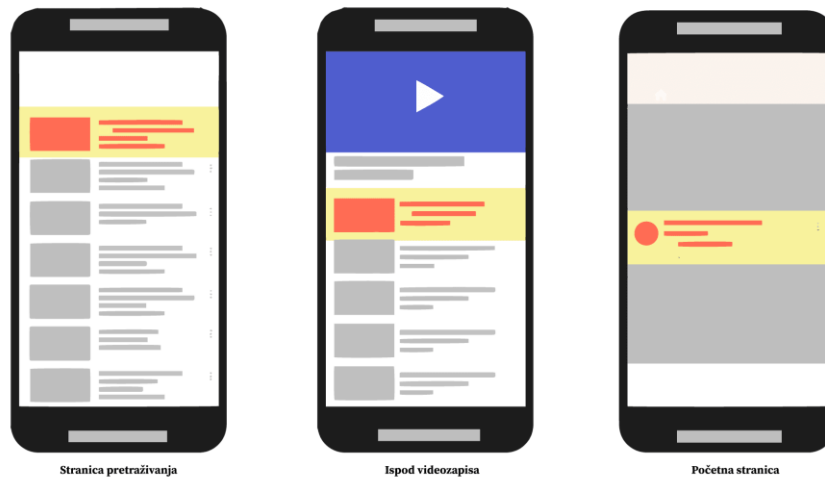 Stranica pretraživanja
Ispod videozapisa
Početna stranica